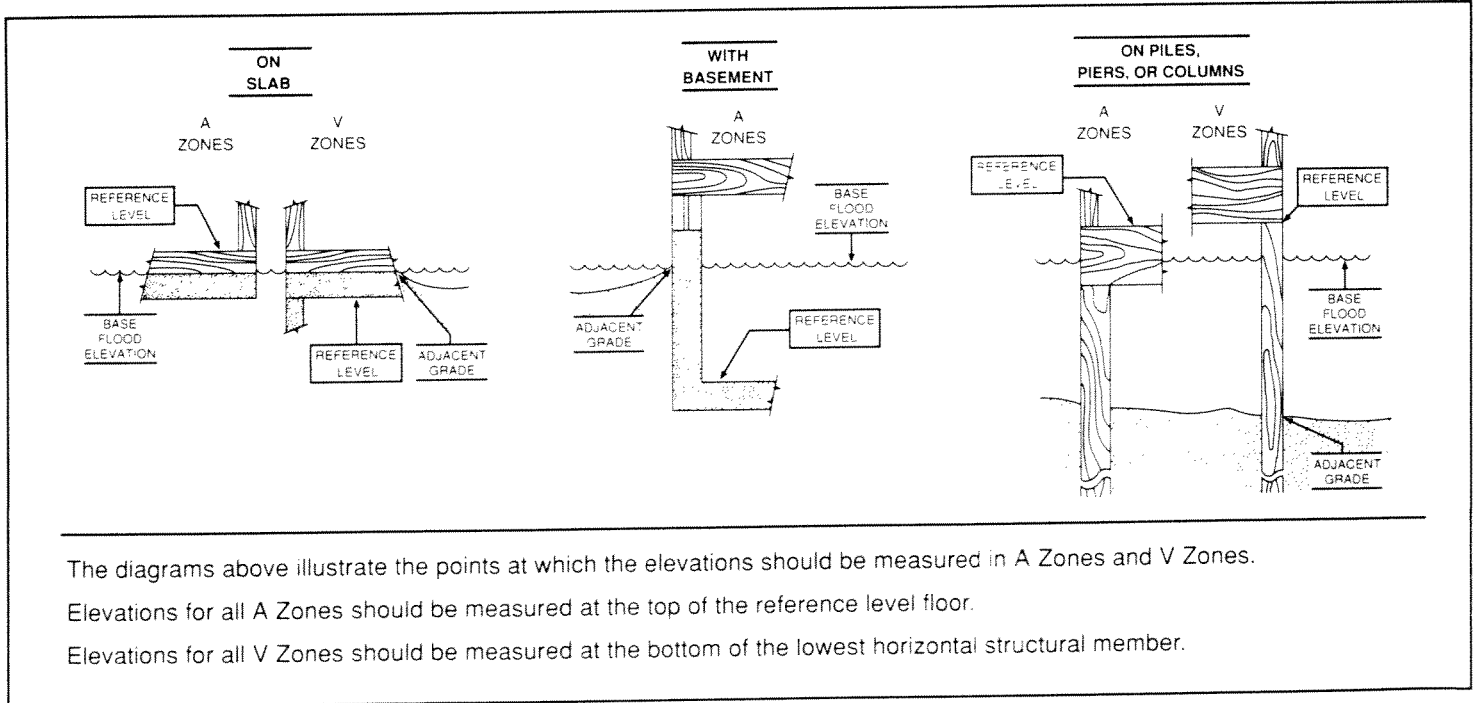 ON
SLAB
A
ZONES
V
ZONES
REFERENCE
LEVEL
BASE
FLOOD
ELEVATION
REFERENCE
LEVEL
ADJACENT
GRADE
WITH
BASEMENT
A
ZONES
BASE
FLOOD
ELEVATION
ADJACENT
GRADE
REFERENCE
LEVEL
ON PILES,
PIERS, OR COLUMNS
A
ZONES
V
ZONES
REFERENCE
LEVEL
REFERENCE
LEVEL
BASE
FLOOD
ELEVATION
ADJACENT
GRADE
The diagrams above illustrate the points at which the elevations should be measured in A Zones and V Zones.
Elevations for all A Zones should be measured at the top of the reference level floor.
Elevations for all V Zones should be measured at the bottom of the lowest horizontal structural member.